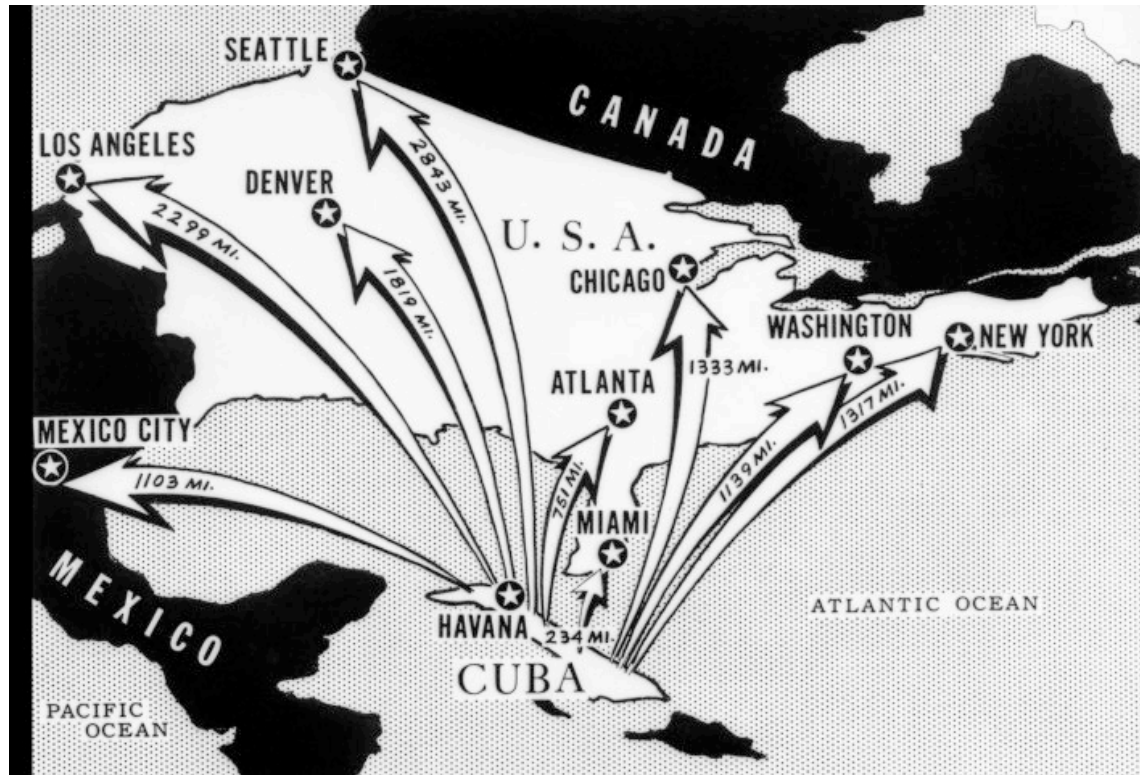 SEATTLE
CANADA
LOS ANGELES
2843 MI.
DENVER
2299 MI.
U. S. A.
CHICAGO
1819 MI.
WASHINGTON
NEW YORK
1333 MI.
ATLANTA
1317 MI.
MEXICO CITY
1103 MI.
751 MI.
1139 MI.
MIAMI
MEXICO
HAVANA
234 MI.
ATLANTIC OCEAN
CUBA
PACIFIC
OCEAN